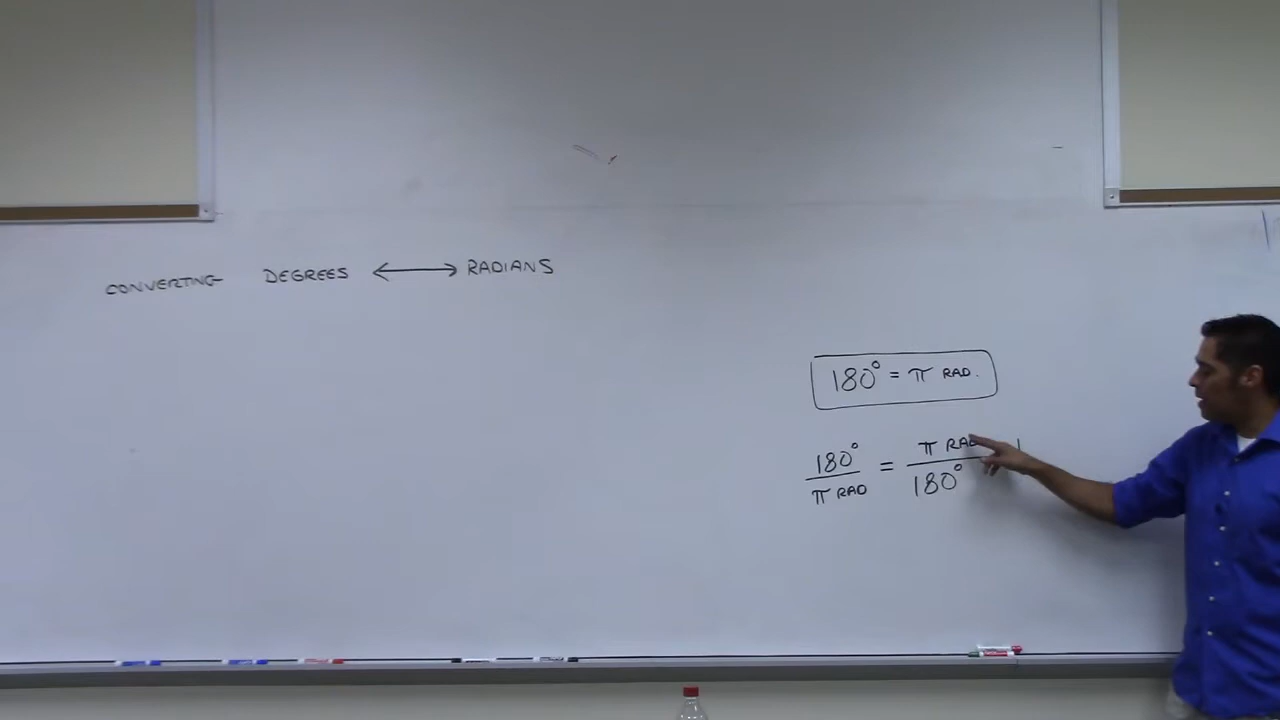 CONVERTING DEGREES ⟷ RADIANS
180° = π RAD.
180°/π RAD = π RAD/180°